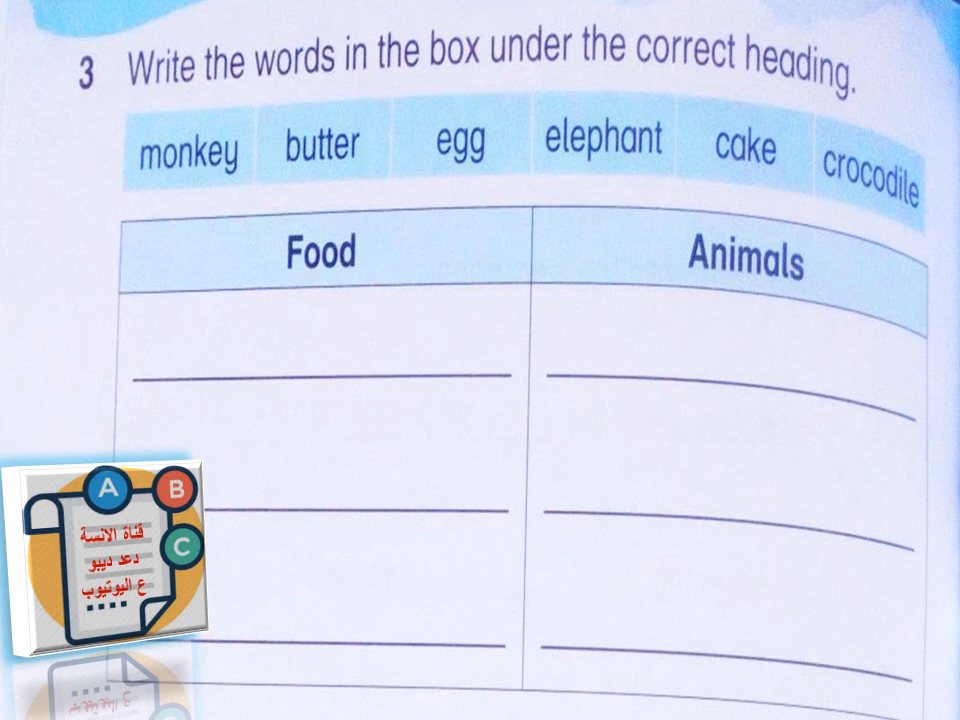 3 Write the words in the box under the correct heading.
monkey butter egg elephant cake crocodile
Food Animals
A B
C
قناة الانسة
دعد ديبو
ع اليوتيوب